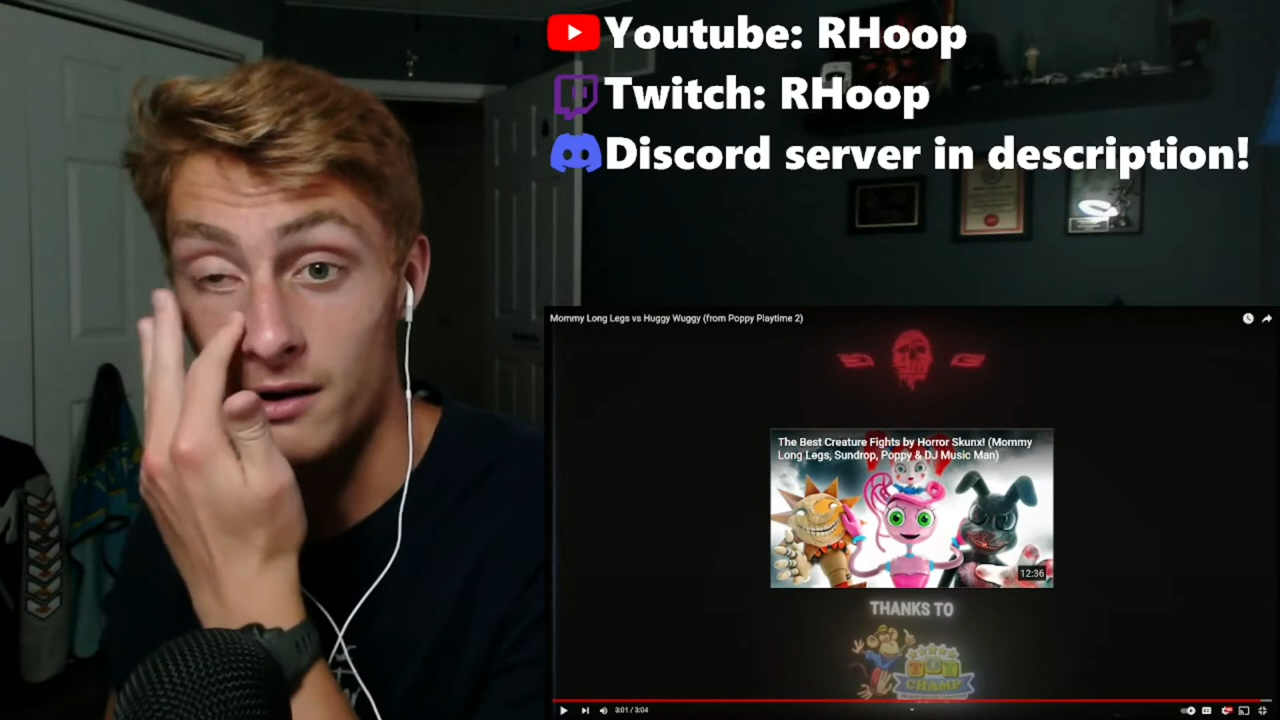 Youtube: RHoop
Twitch: RHoop
Discord server in description!
Mommy Long Legs vs Huggy Wuggy (from Poppy Playtime 2)
The Best Creature Fights by Horror Skunx! (Mommy
Long Legs, Sundrop, Poppy & DJ Music Man)
12:36
THANKS TO
TOY
CHAMP
3:01 / 3:04